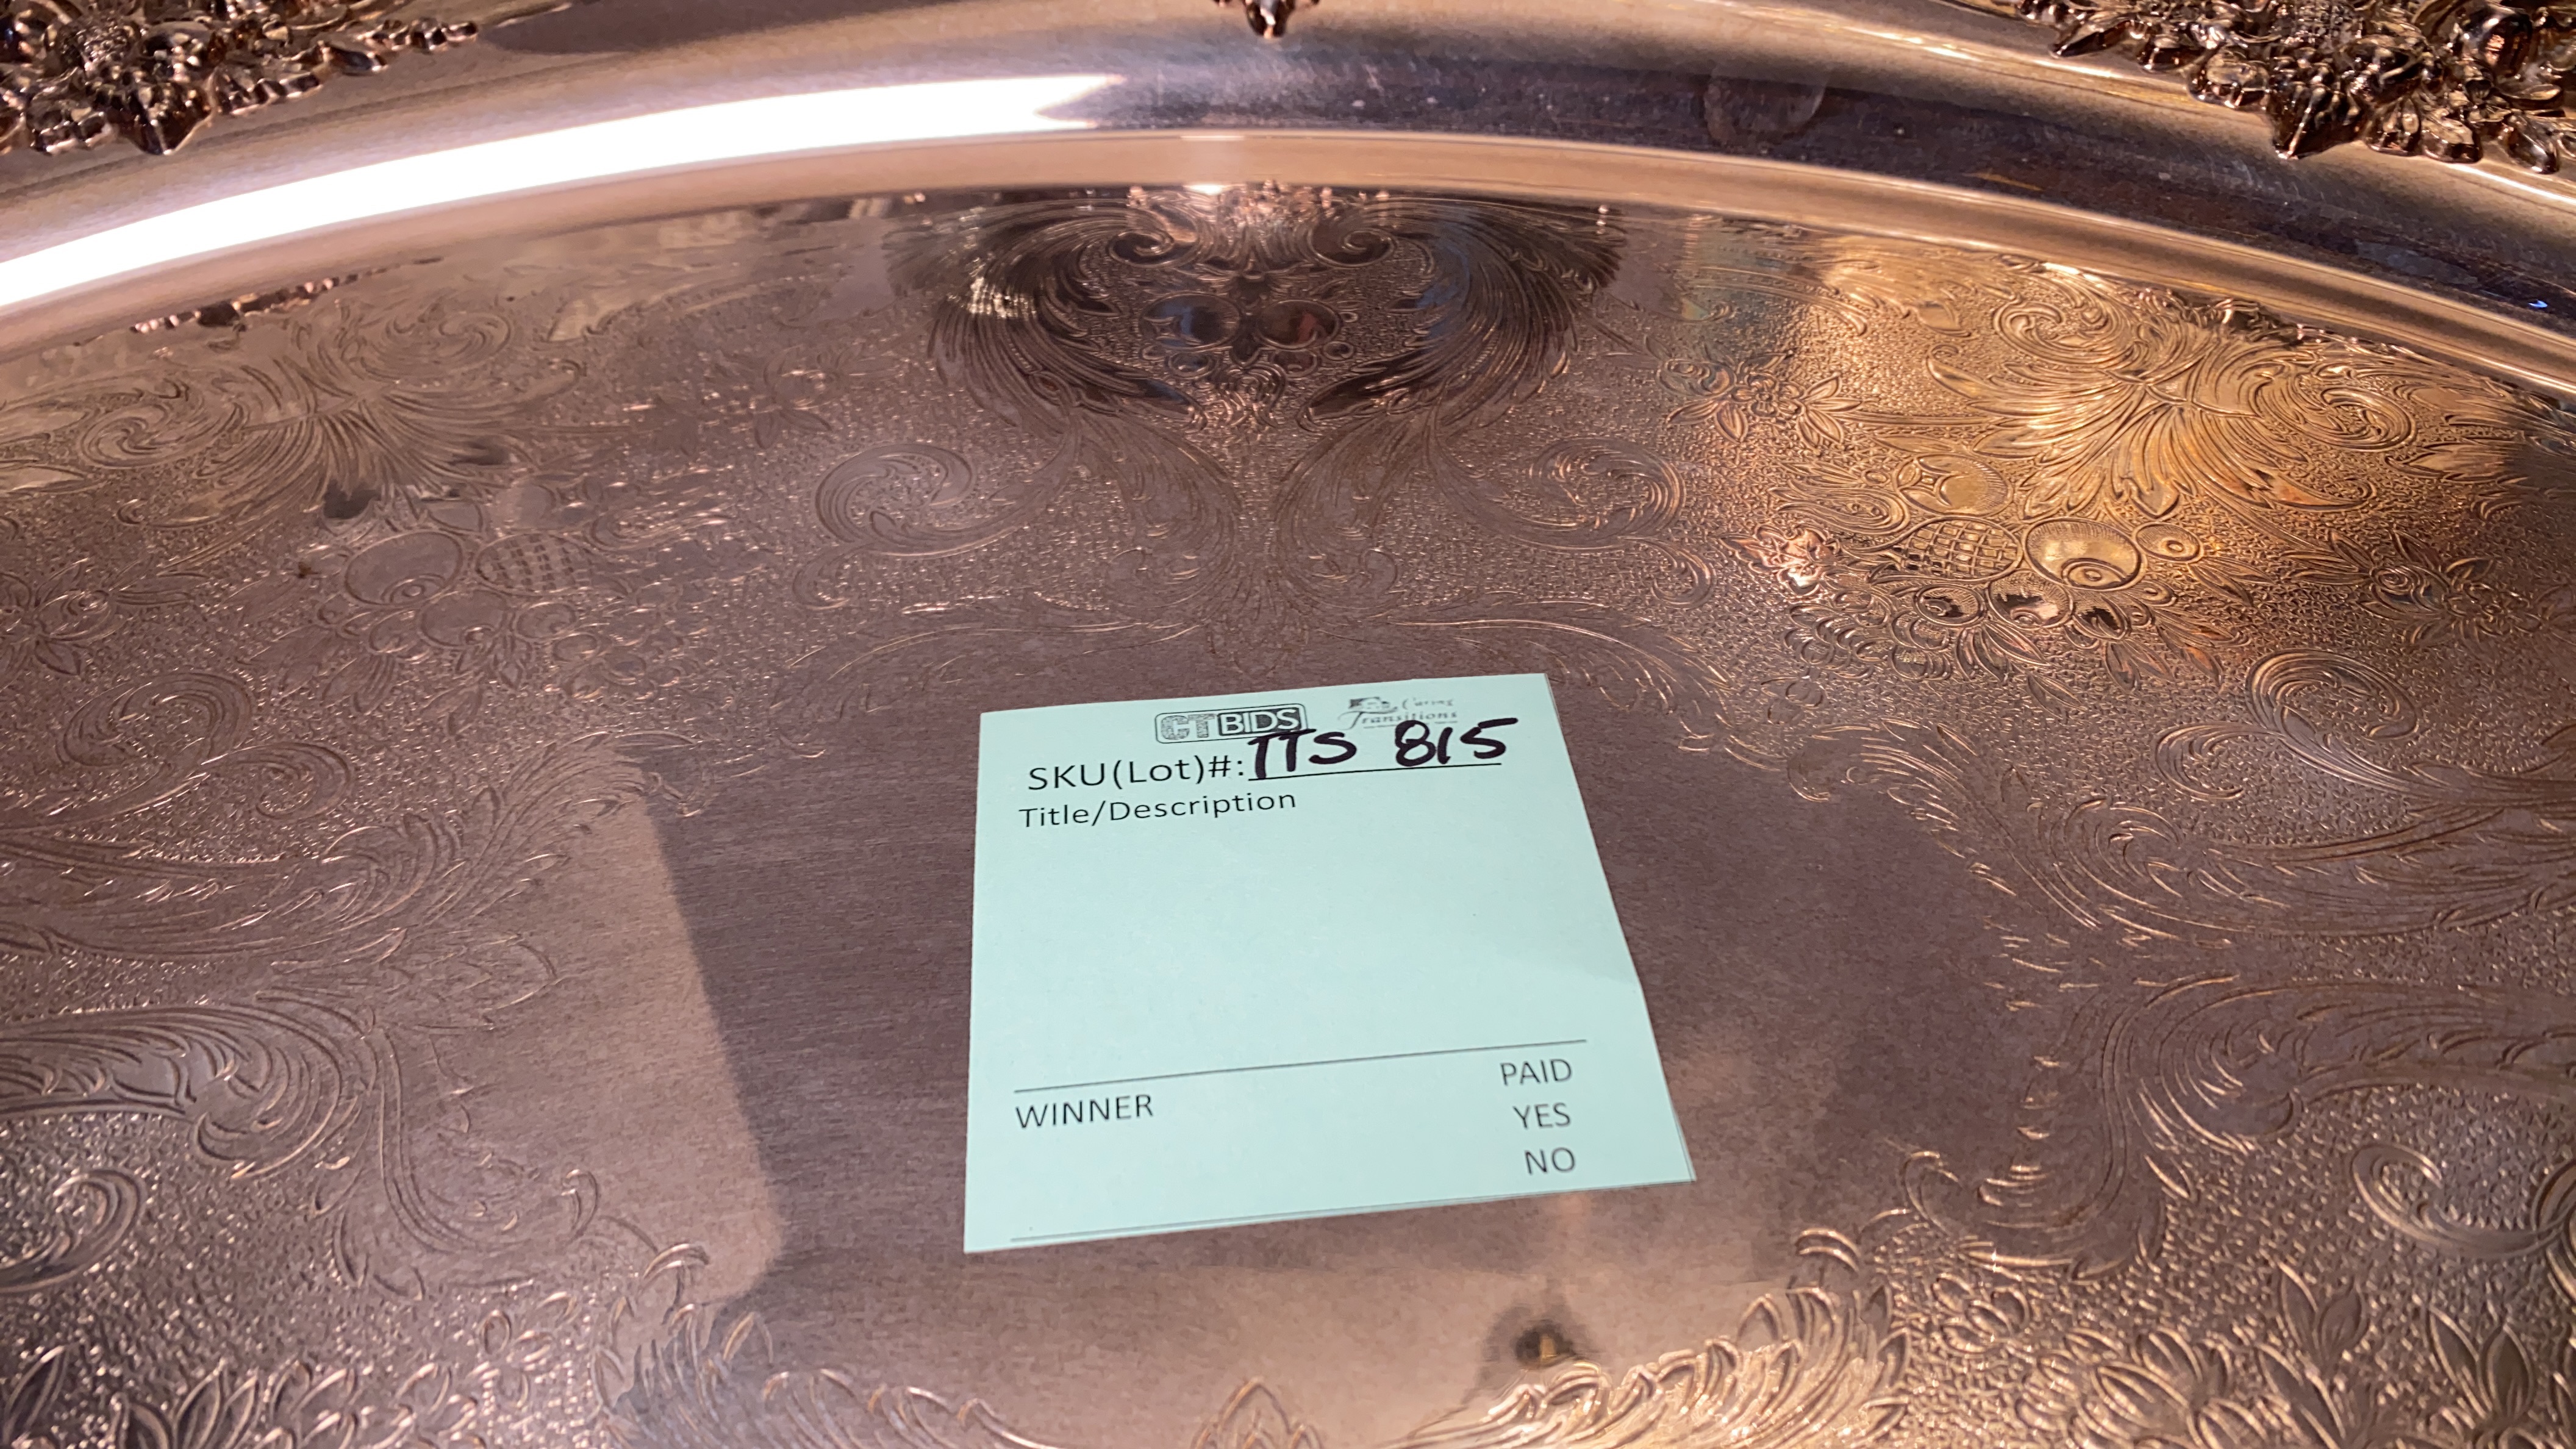 CTBIDS
Caring
Transitions
SKU(Lot)#: TTS 815
Title/Description
WINNER
PAID
YES
NO